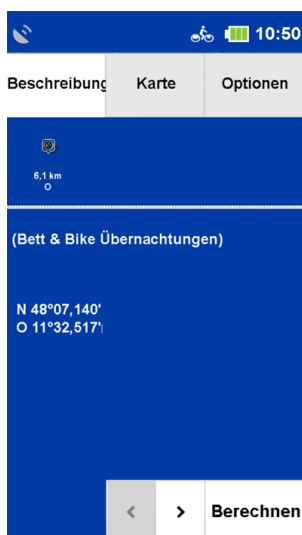 10:50
Beschreibung Karte Optionen
6,1 km
O
(Bett & Bike Übernachtungen)
N 48°07,140'
O 11°32,517'
< > Berechnen